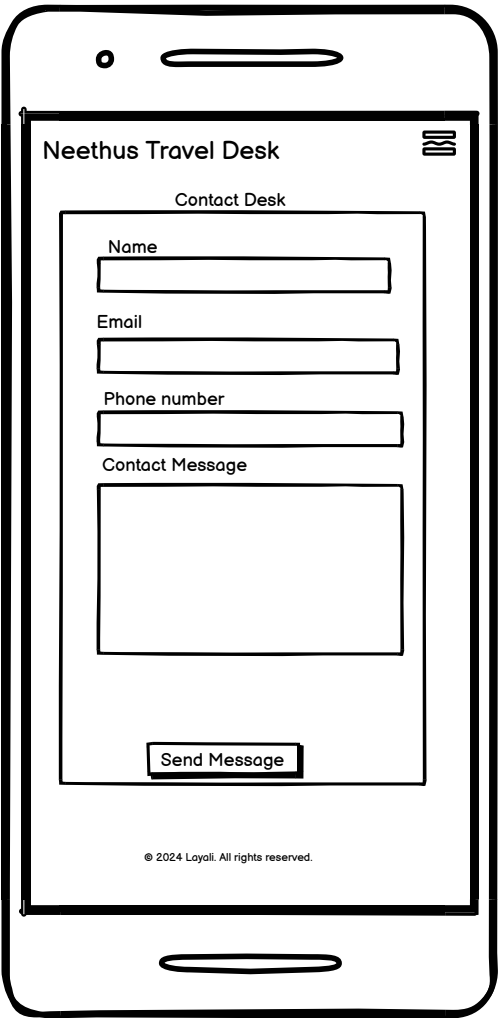 Neethus Travel Desk
Contact Desk
Name
Email
Phone number
Contact Message
Send Message
© 2024 Layali. All rights reserved.